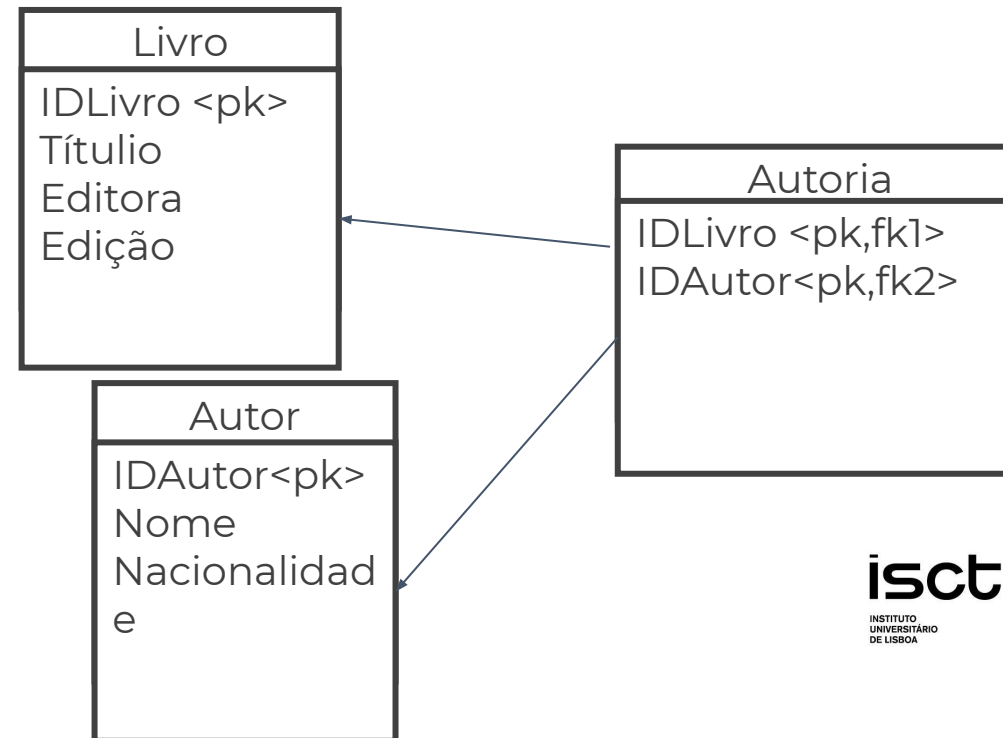 Livro
IDLivro <pk>
Títulio
Editora
Edição
Autoria
IDLivro <pk,fk1>
IDAutor<pk,fk2>
Autor
IDAutor<pk>
Nome
Nacionalidad
e
isct
INSTITUTO
UNIVERSITÁRIO
DE LISBOA